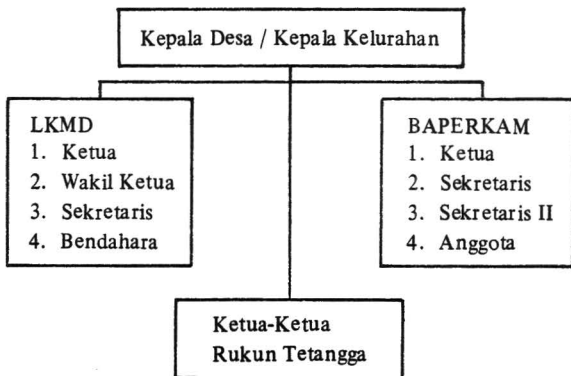 Kepala Desa / Kepala Kelurahan
LKMD
1. Ketua
2. Wakil Ketua
3. Sekretaris
4. Bendahara
BAPERKAM
1. Ketua
2. Sekretaris
3. Sekretaris II
4. Anggota
Ketua-Ketua
Rukun Tetangga